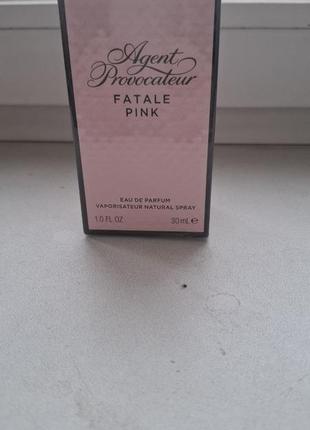 Agent
Provocateur
FATALE
PINK
EAU DE PARFUM
VAPORISATEUR NATURAL SPRAY
1.0 FL OZ 30 mL ℮